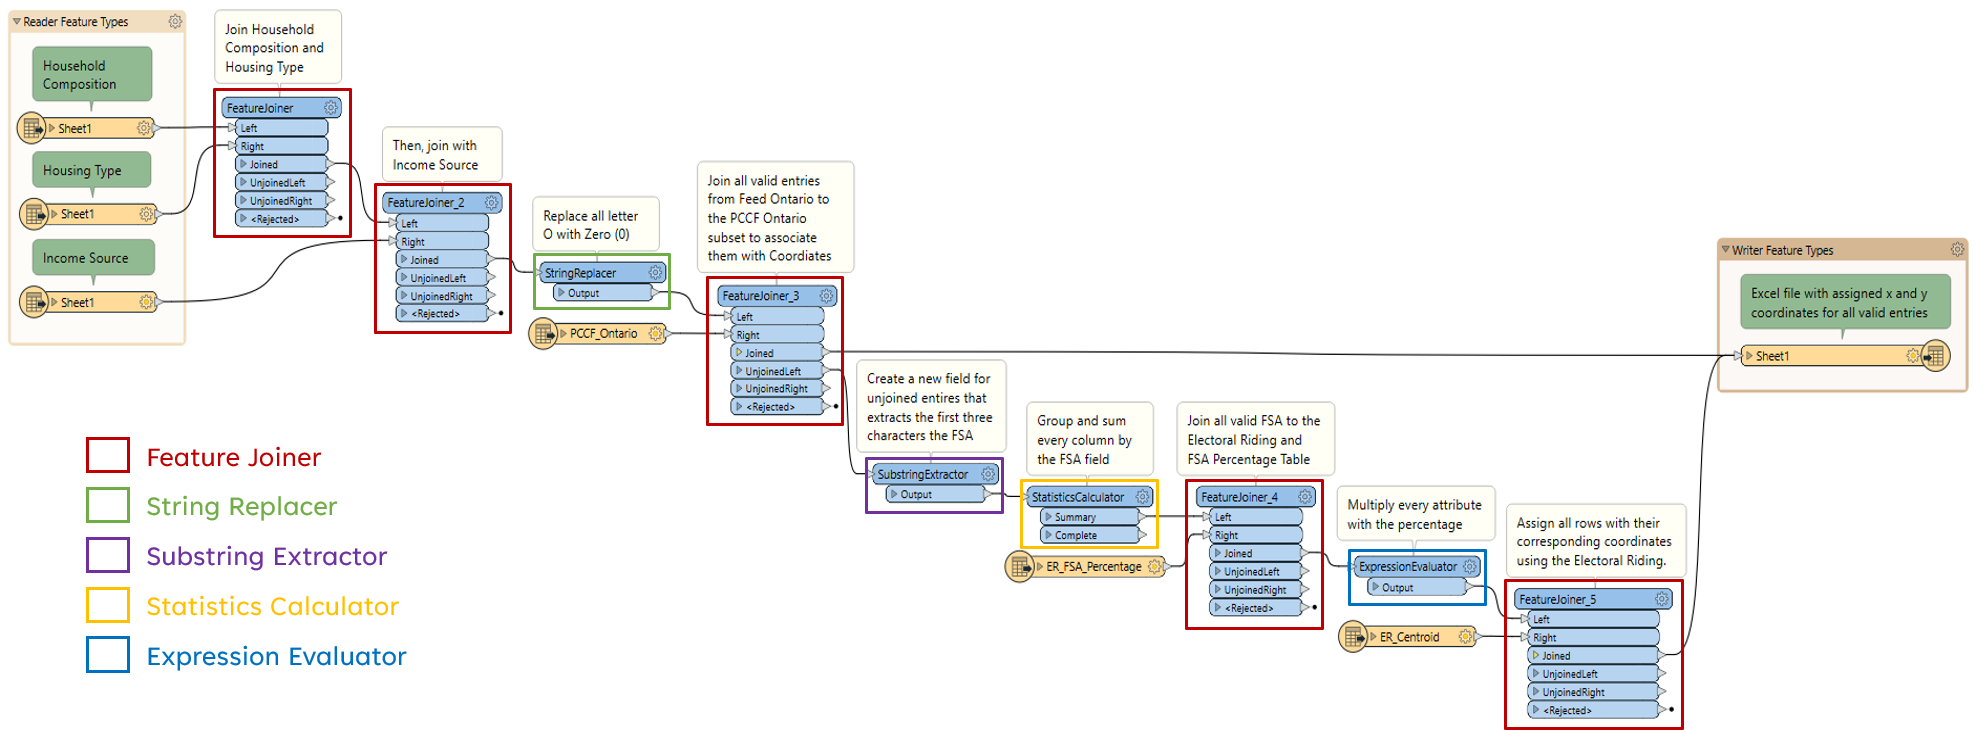 Reader Feature Types
Household
Composition
Sheet1
Housing Type
Sheet1
Income Source
Sheet1
Join Household
Composition and
Housing Type
FeatureJoiner
Left
Right
Joined
UnjoinedLeft
UnjoinedRight
<Rejected>
Then, join with
Income Source
FeatureJoiner_2
Left
Right
Joined
UnjoinedLeft
UnjoinedRight
<Rejected>
Replace all letter
O with Zero (0)
StringReplacer
Output
PCCF_Ontario
Join all valid entries
from Feed Ontario to
the PCCF Ontario
subset to associate
them with Coordiates
FeatureJoiner_3
Left
Right
Joined
UnjoinedLeft
UnjoinedRight
<Rejected>
Create a new field for
unjoined entires that
extracts the first three
characters the FSA
SubstringExtractor
Output
Group and sum
every column by
the FSA field
StatisticsCalculator
Summary
Complete
ER_FSA_Percentage
Join all valid FSA to the
Electoral Riding and
FSA Percentage Table
FeatureJoiner_4
Left
Right
Joined
UnjoinedLeft
UnjoinedRight
<Rejected>
Multiply every attribute
with the percentage
ExpressionEvaluator
Output
ER_Centroid
Assign all rows with their
corresponding coordinates
using the Electoral Riding.
FeatureJoiner_5
Left
Right
Joined
UnjoinedLeft
UnjoinedRight
<Rejected>
Writer Feature Types
Excel file with assigned x and y
coordinates for all valid entries
Sheet1
Feature Joiner
String Replacer
Substring Extractor
Statistics Calculator
Expression Evaluator